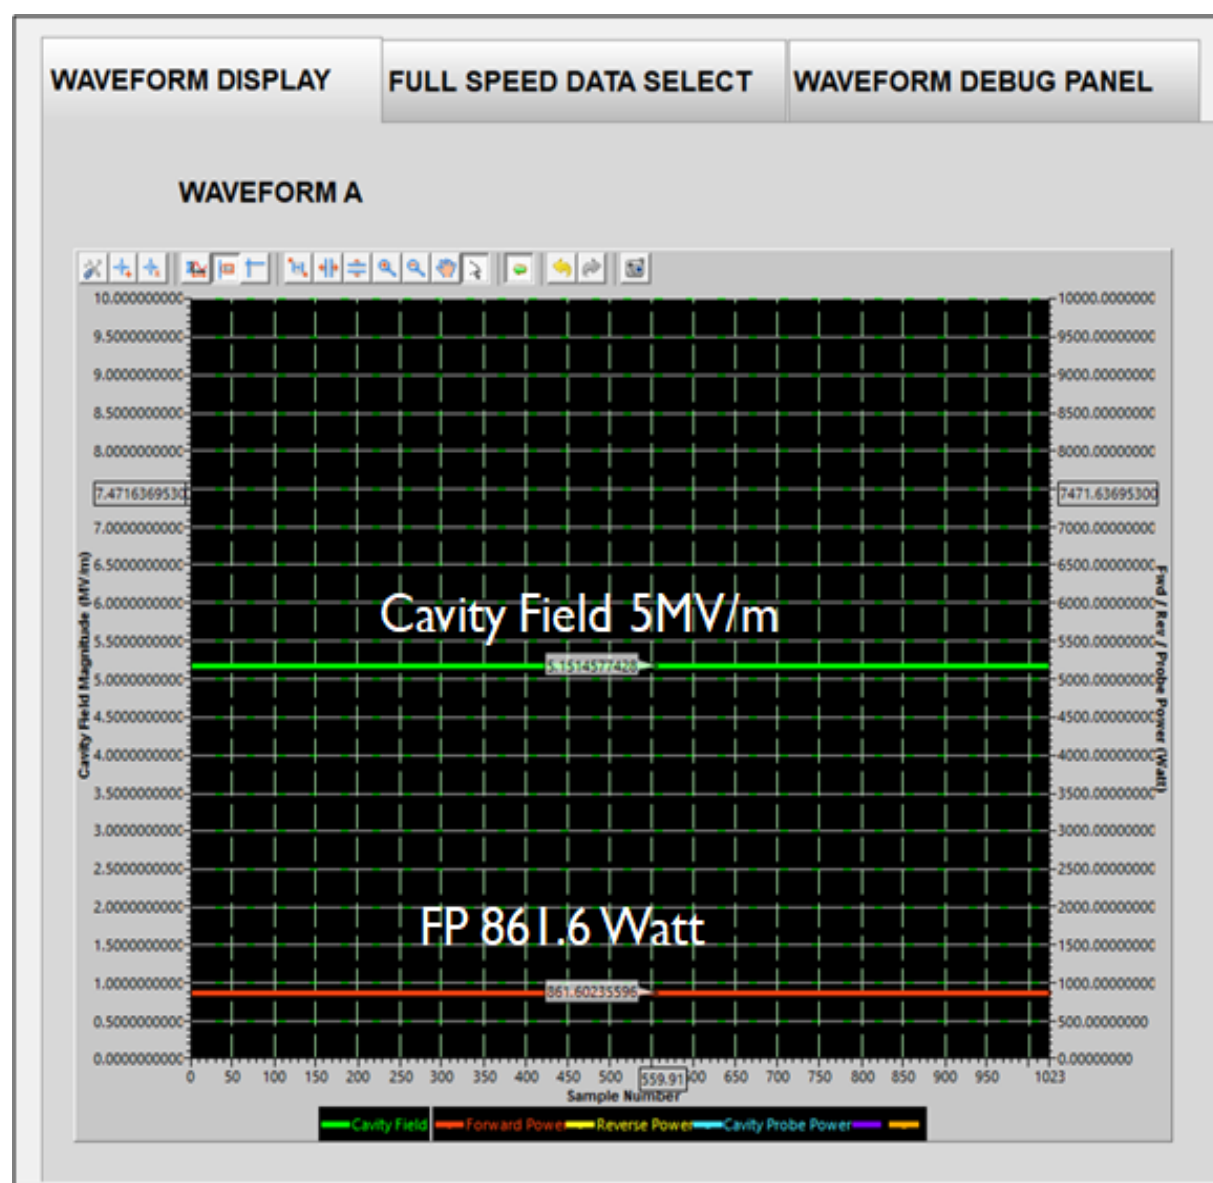 WAVEFORM DISPLAY FULL SPEED DATA SELECT WAVEFORM DEBUG PANEL
WAVEFORM A
10.000000000 10000.0000000
9.5000000000 9500.00000000
9.0000000000 9000.00000000
8.5000000000 8500.00000000
8.0000000000 8000.00000000
7.4716369530 7471.63695300
7.0000000000 7000.00000000
6.5000000000 6500.00000000
6.0000000000 6000.00000000
5.5000000000 5500.00000000
5.0000000000 5000.00000000
4.5000000000 4500.00000000
4.0000000000 4000.00000000
3.5000000000 3500.00000000
3.0000000000 3000.00000000
2.5000000000 2500.00000000
2.0000000000 2000.00000000
1.5000000000 1500.00000000
1.0000000000 1000.00000000
0.5000000000 500.00000000
0.0000000000 0.00000000
Cavity Field Magnitude (MV/m)
Fwd / Rev / Probe Power (Watt)
Cavity Field 5MV/m
5.1514577428
FP 861.6 Watt
861.60235596
0 50 100 150 200 250 300 350 400 450 500 559.91 650 700 750 800 850 900 950 1023
Sample Number
Cavity Field Forward Power Reverse Power Cavity Probe Power